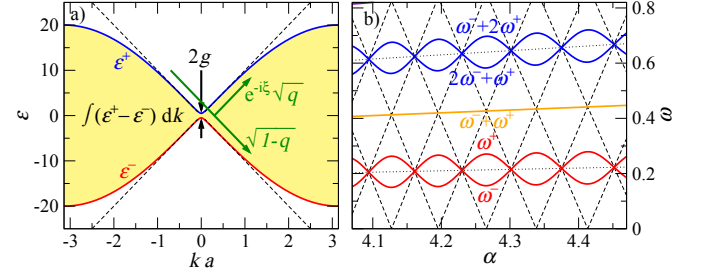 a)
20
10
0
-10
-20
ε
ε⁺
2g
e^{-iξ}√q
∫(ε⁺−ε⁻) dk
√1-q
ε⁻
-3 -2 -1 0 1 2 3
k a
b)
0.8
0.6
0.4
0.2
0
ω
ω⁻+2ω⁺
2ω⁻+ω⁺
ω⁻+ω⁺
ω⁺
ω⁻
4.1 4.2 4.3 4.4
α